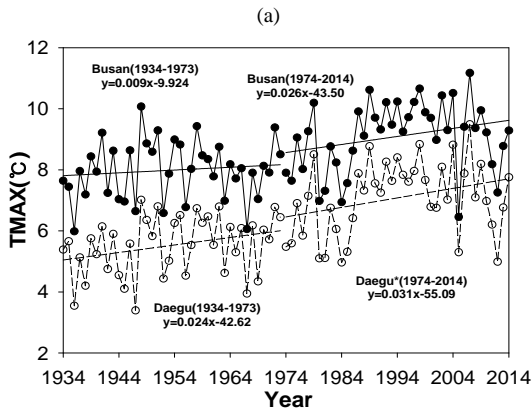 (a)
12
10
8
6
4
2
TMAX(℃)
Busan(1934-1973)
y=0.009x-9.924
Busan(1974-2014)
y=0.026x-43.50
Daegu(1934-1973)
y=0.024x-42.62
Daegu*(1974-2014)
y=0.031x-55.09
1934 1944 1954 1964 1974 1984 1994 2004 2014
Year